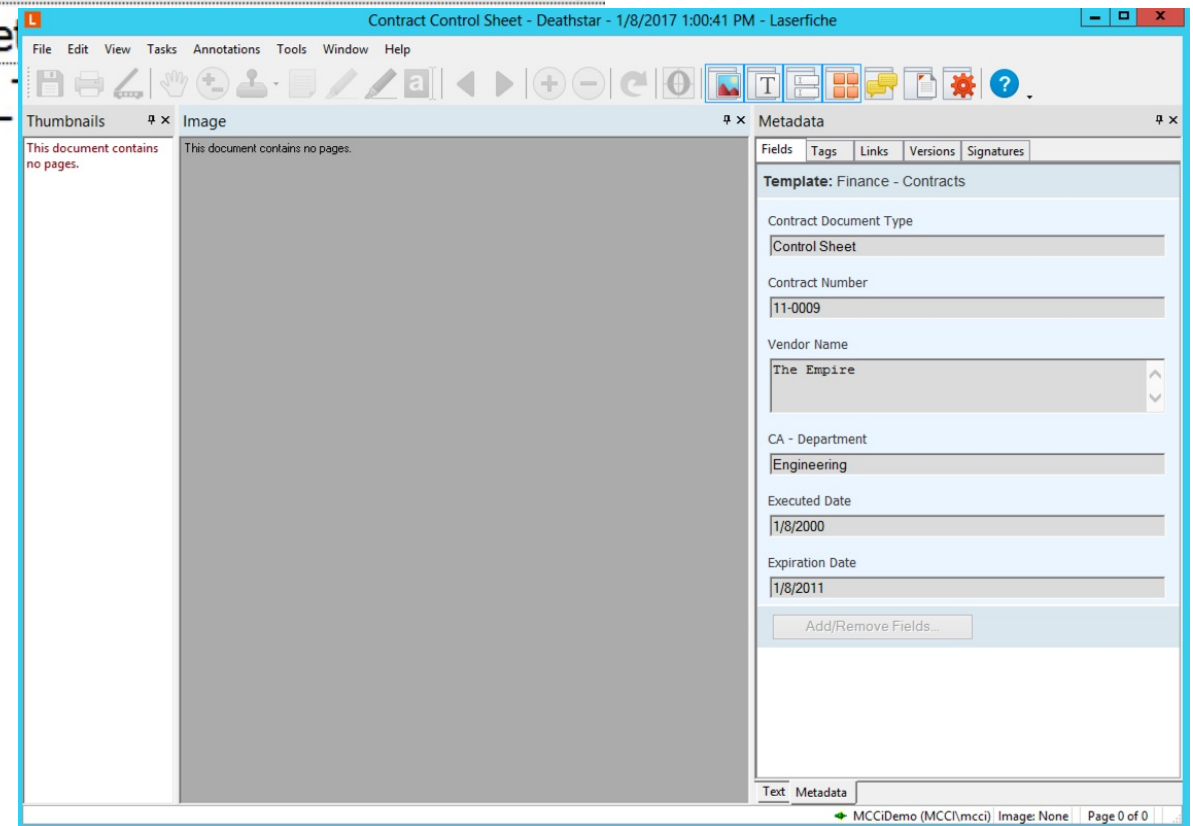 Contract Control Sheet - Deathstar - 1/8/2017 1:00:41 PM - Laserfiche
File Edit View Tasks Annotations Tools Window Help
Thumbnails
This document contains
no pages.
Image
This document contains no pages.
Metadata
Fields Tags Links Versions Signatures
Template: Finance - Contracts
Contract Document Type
Control Sheet
Contract Number
11-0009
Vendor Name
The Empire
CA - Department
Engineering
Executed Date
1/8/2000
Expiration Date
1/8/2011
Add/Remove Fields...
Text Metadata
MCCiDemo (MCCI\mcci) Image: None Page 0 of 0